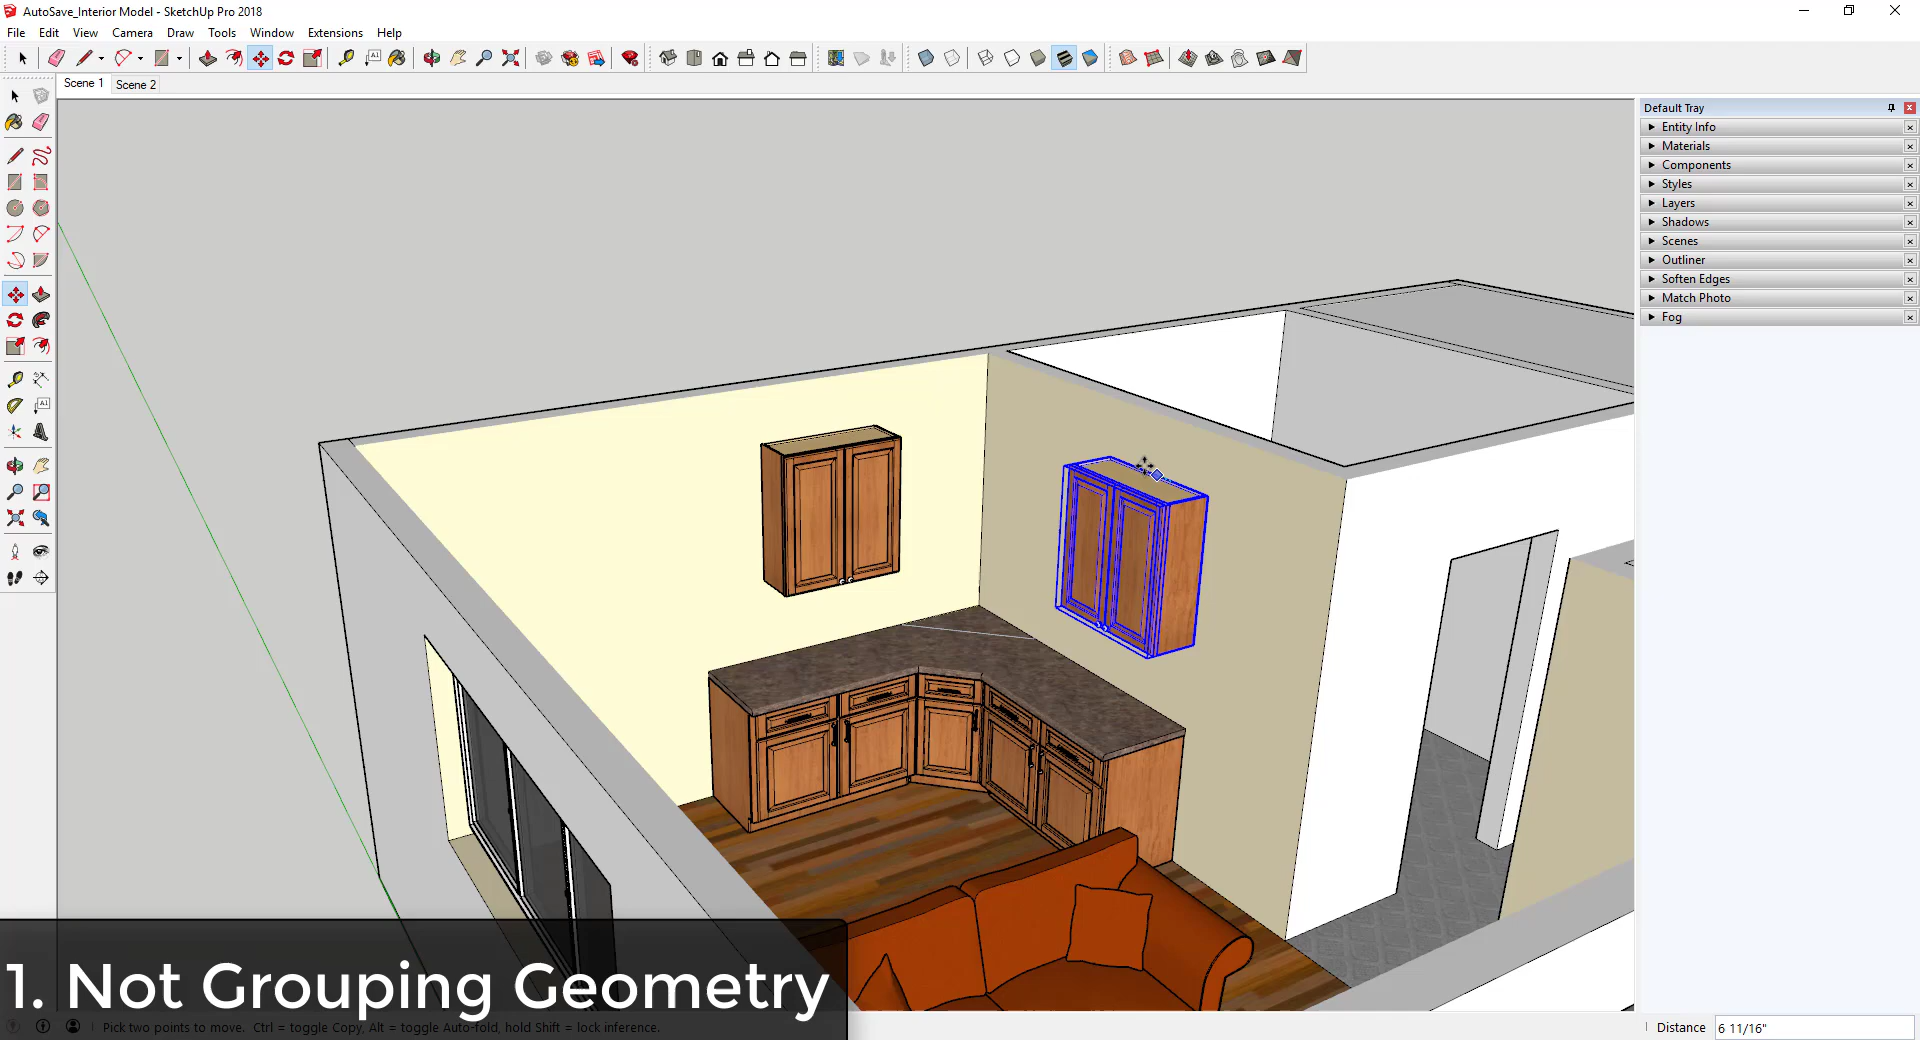 AutoSave_Interior Model - SketchUp Pro 2018
File Edit View Camera Draw Tools Window Extensions Help
Scene 1 Scene 2
Default Tray
Entity Info
Materials
Components
Styles
Layers
Shadows
Scenes
Outliner
Soften Edges
Match Photo
Fog
1. Not Grouping Geometry
Pick two points to move. Ctrl = toggle Copy, Alt = toggle Auto-fold, hold Shift = lock inference.
Distance 6 11/16"